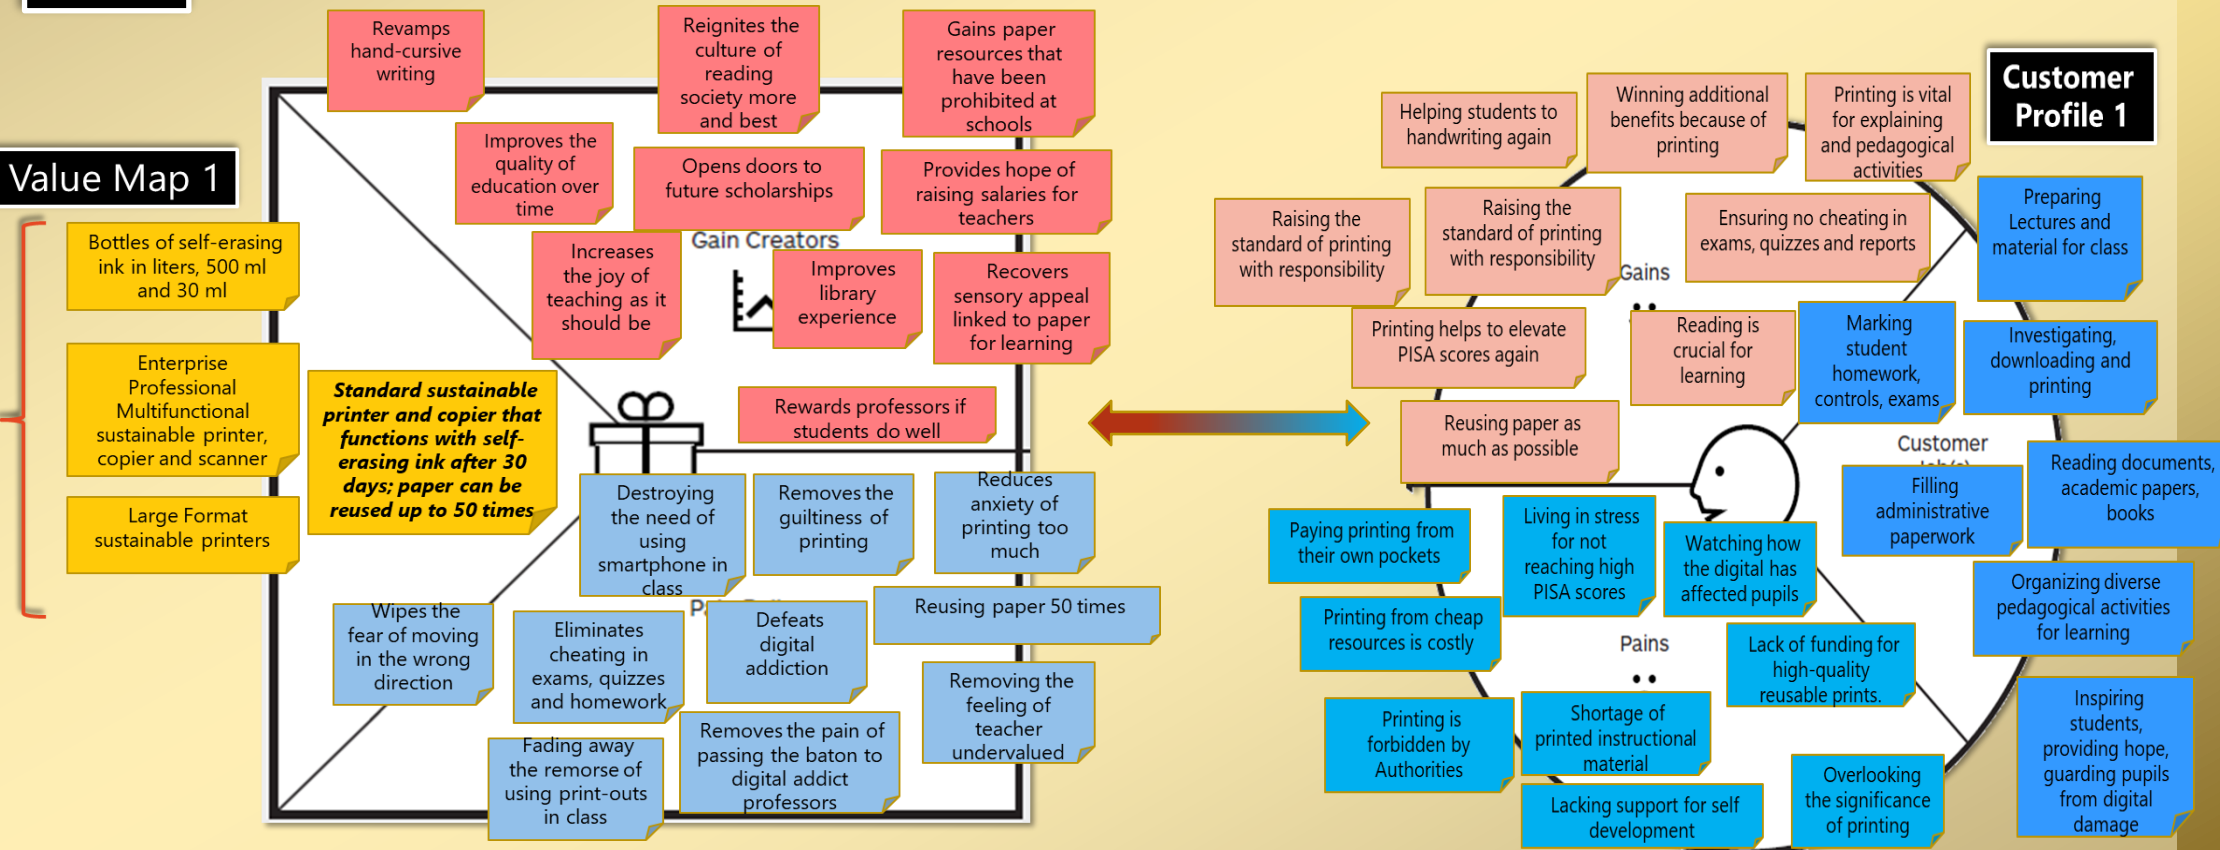 Value Map 1
Bottles of self-erasing
ink in liters, 500 ml
and 30 ml
Enterprise
Professional
Multifunctional
sustainable printer,
copier and scanner
Large Format
sustainable printers
Standard sustainable
printer and copier that
functions with self-
erasing ink after 30
days; paper can be
reused up to 50 times
Revamps
hand-cursive
writing
Reignites the
culture of
reading
society more
and best
Gains paper
resources that
have been
prohibited at
schools
Improves the
quality of
education over
time
Opens doors to
future scholarships
Provides hope of
raising salaries for
teachers
Gain Creators
Increases
the joy of
teaching as it
should be
Improves
library
experience
Recovers
sensory appeal
linked to paper
for learning
Rewards professors if
students do well
Destroying
the need of
using
smartphone in
class
Removes the
guiltiness of
printing
Reduces
anxiety of
printing too
much
Wipes the
fear of moving
in the wrong
direction
Eliminates
cheating in
exams, quizzes
and homework
Defeats
digital
addiction
Reusing paper 50 times
Removing the
feeling of
teacher
undervalued
Fading away
the remorse of
using print-outs
in class
Removes the pain of
passing the baton to
digital addict
professors
Customer
Profile 1
Helping students to
handwriting again
Winning additional
benefits because of
printing
Printing is vital
for explaining
and pedagogical
activities
Raising the
standard of printing
with responsibility
Raising the
standard of printing
with responsibility
Ensuring no cheating in
exams, quizzes and reports
Gains
Printing helps to elevate
PISA scores again
Reading is
crucial for
learning
Reusing paper as
much as possible
Preparing
Lectures and
material for class
Marking
student
homework,
controls, exams
Investigating,
downloading and
printing
Customer
Filling
administrative
paperwork
Reading documents,
academic papers,
books
Organizing diverse
pedagogical activities
for learning
Inspiring
students,
providing hope,
guarding pupils
from digital
damage
Paying printing from
their own pockets
Living in stress
for not
reaching high
PISA scores
Watching how
the digital has
affected pupils
Printing from cheap
resources is costly
Pains
Lack of funding for
high-quality
reusable prints.
Printing is
forbidden by
Authorities
Shortage of
printed instructional
material
Lacking support for self
development
Overlooking
the significance
of printing